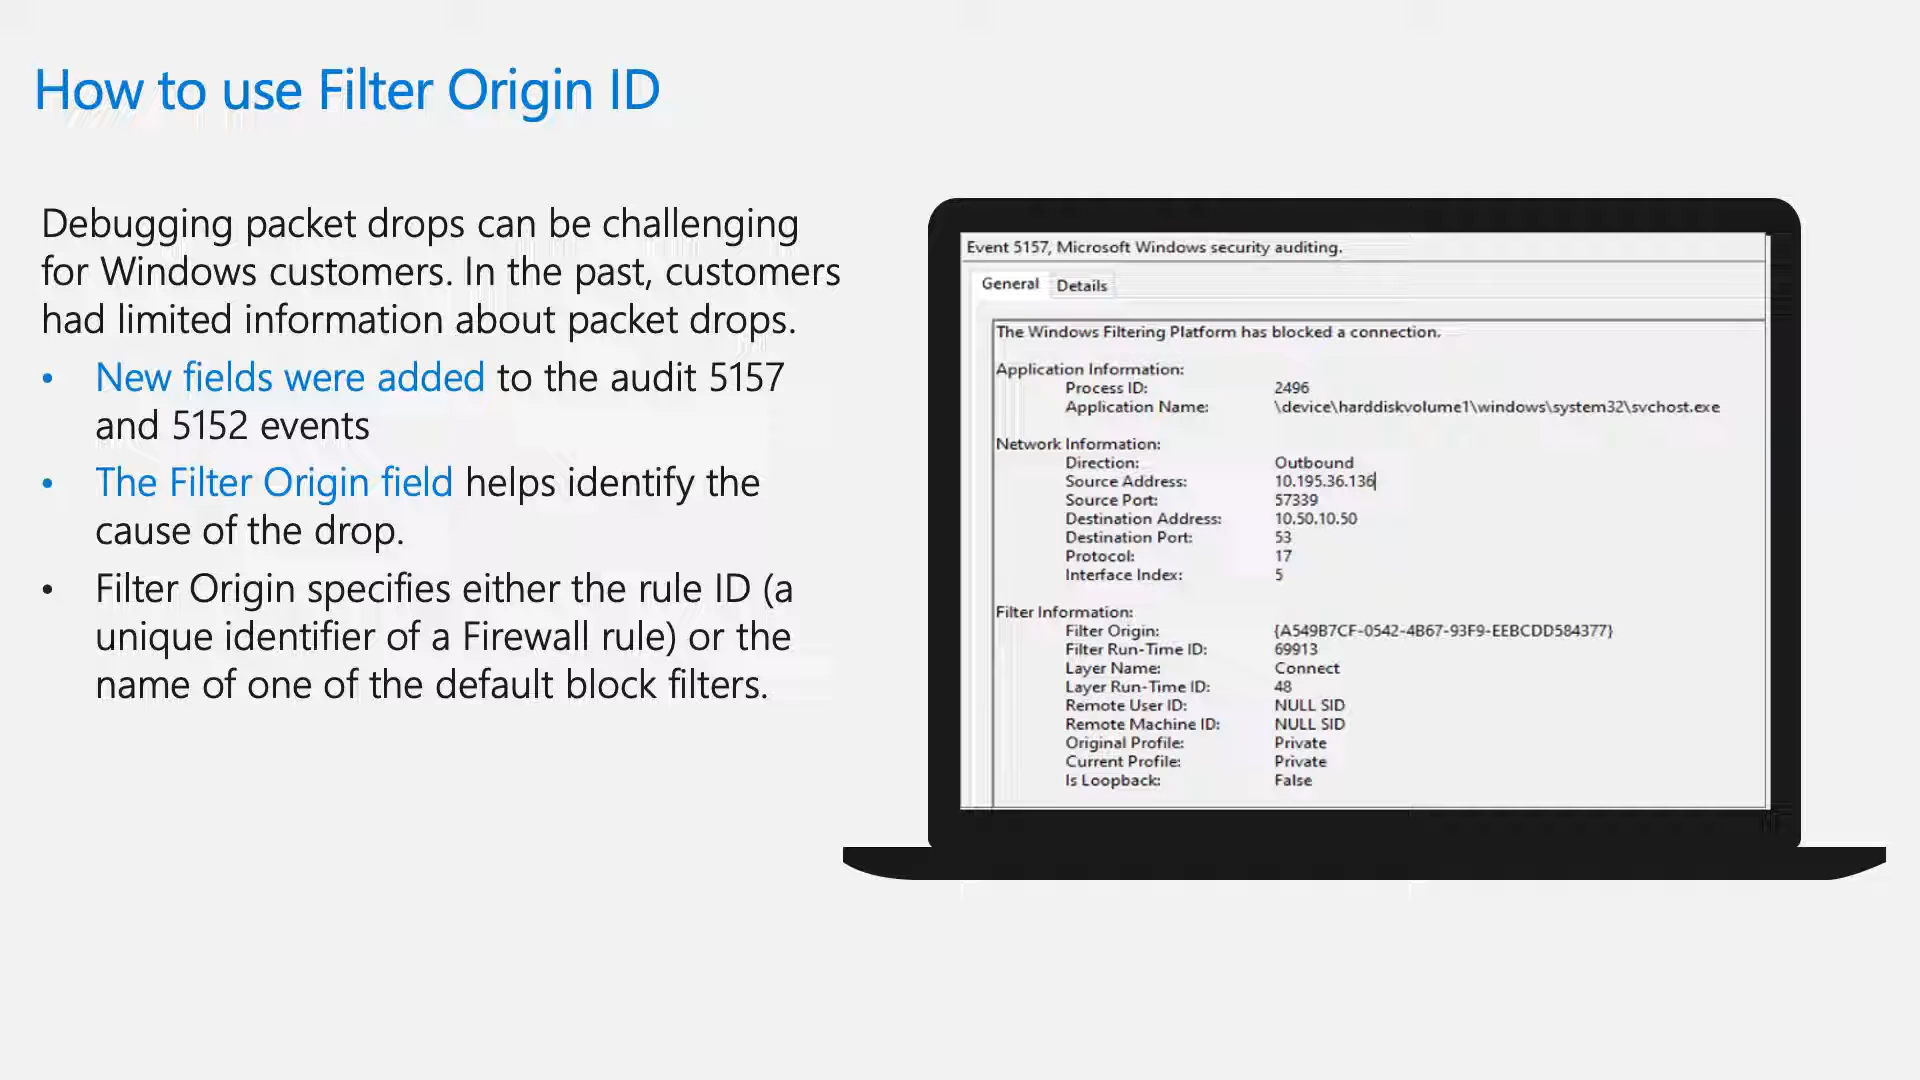 How to use Filter Origin ID
Debugging packet drops can be challenging
for Windows customers. In the past, customers
had limited information about packet drops.
• New fields were added to the audit 5157
and 5152 events
• The Filter Origin field helps identify the
cause of the drop.
• Filter Origin specifies either the rule ID (a
unique identifier of a Firewall rule) or the
name of one of the default block filters.
Event 5157, Microsoft Windows security auditing.
General Details
The Windows Filtering Platform has blocked a connection.
Application Information:
Process ID: 2496
Application Name: \device\harddiskvolume1\windows\system32\svchost.exe
Network Information:
Direction: Outbound
Source Address: 10.195.36.136
Source Port: 57339
Destination Address: 10.50.10.50
Destination Port: 53
Protocol: 17
Interface Index: 5
Filter Information:
Filter Origin: {A549B7CF-0542-4B67-93F9-EEBCDD584377}
Filter Run-Time ID: 69913
Layer Name: Connect
Layer Run-Time ID: 48
Remote User ID: NULL SID
Remote Machine ID: NULL SID
Original Profile: Private
Current Profile: Private
Is Loopback: False